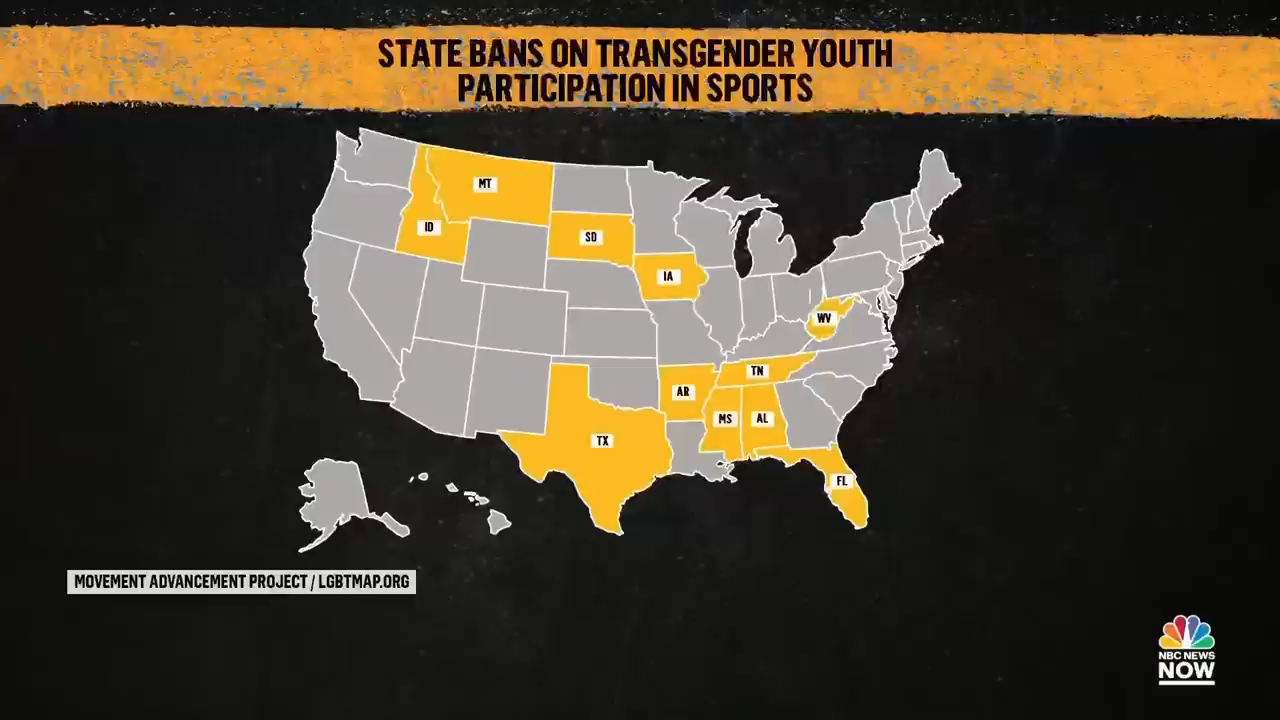 STATE BANS ON TRANSGENDER YOUTH
PARTICIPATION IN SPORTS
MT
ID
SD
IA
WV
TN
AR
MS
AL
TX
FL
MOVEMENT ADVANCEMENT PROJECT / LGBTMAP.ORG
NBC NEWS
NOW